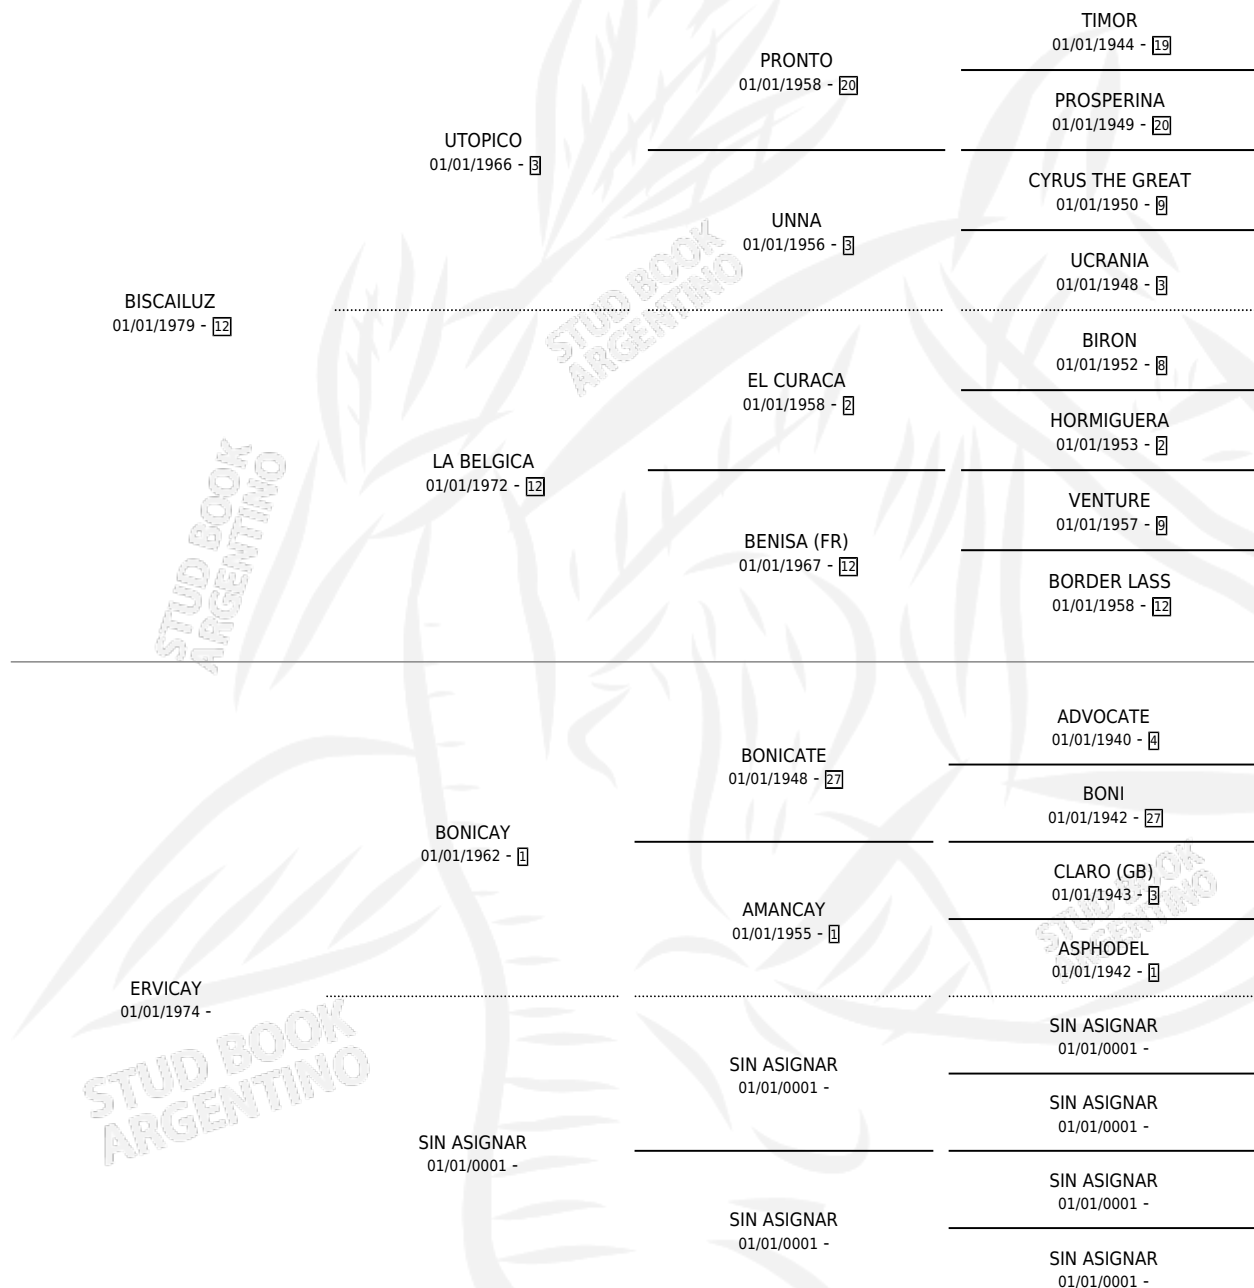 TIMOR
01/01/1944 - 19
PRONTO
01/01/1958 - 20
PROSPERINA
01/01/1949 - 20
UTOPICO
01/01/1966 - 3
CYRUS THE GREAT
01/01/1950 - 9
UNNA
01/01/1956 - 3
UCRANIA
01/01/1948 - 3
BISCAILUZ
01/01/1979 - 12
BIRON
01/01/1952 - 8
EL CURACA
01/01/1958 - 2
HORMIGUERA
01/01/1953 - 2
LA BELGICA
01/01/1972 - 12
VENTURE
01/01/1957 - 9
BENISA (FR)
01/01/1967 - 12
BORDER LASS
01/01/1958 - 12
ADVOCATE
01/01/1940 - 4
BONICATE
01/01/1948 - 27
BONI
01/01/1942 - 27
BONICAY
01/01/1962 - 1
CLARO (GB)
01/01/1943 - 3
AMANCAY
01/01/1955 - 1
ASPHODEL
01/01/1942 - 1
ERVICAY
01/01/1974 -
SIN ASIGNAR
01/01/0001 -
SIN ASIGNAR
01/01/0001 -
SIN ASIGNAR
01/01/0001 -
SIN ASIGNAR
01/01/0001 -
SIN ASIGNAR
01/01/0001 -
SIN ASIGNAR
01/01/0001 -
SIN ASIGNAR
01/01/0001 -
STUD BOOK
ARGENTINO
STUD BOOK
ARGENTINO
STUD BOOK
ARGENTINO
STUD BOOK
ARGENTINO